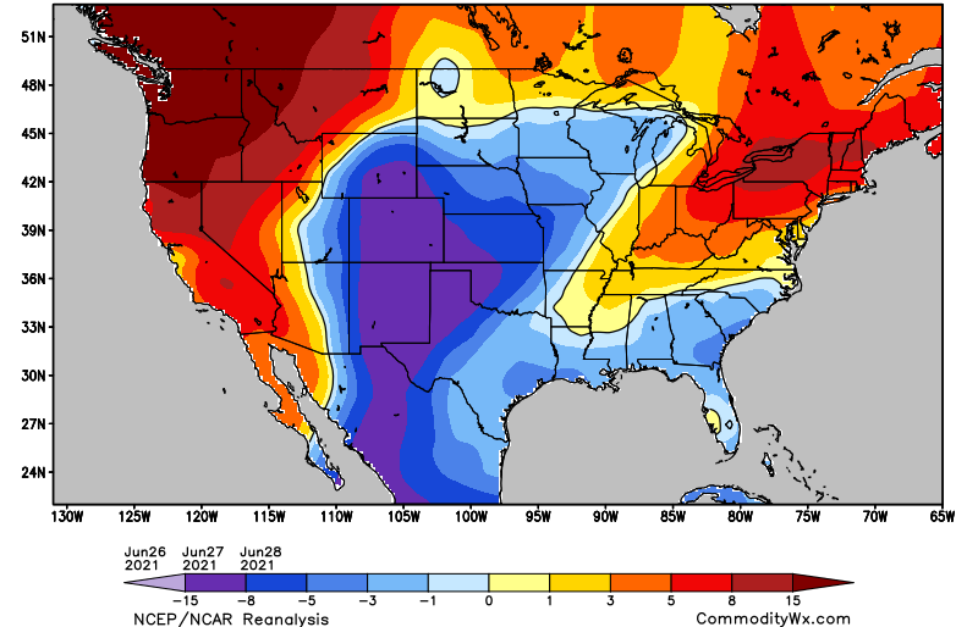 51N
48N
45N
42N
39N
36N
33N
30N
27N
24N
130W 125W 120W 115W 110W 105W 100W 95W 90W 85W 80W 75W 70W 65W
Jun26 Jun27 Jun28
2021 2021 2021
-15 -8 -5 -3 -1 0 1 3 5 8 15
NCEP/NCAR Reanalysis CommodityWx.com